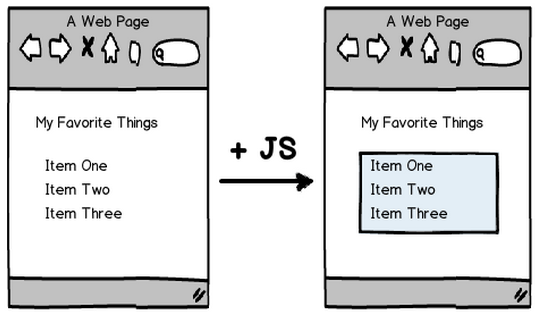 A Web Page
My Favorite Things
Item One
Item Two
Item Three
+ JS
A Web Page
My Favorite Things
Item One
Item Two
Item Three